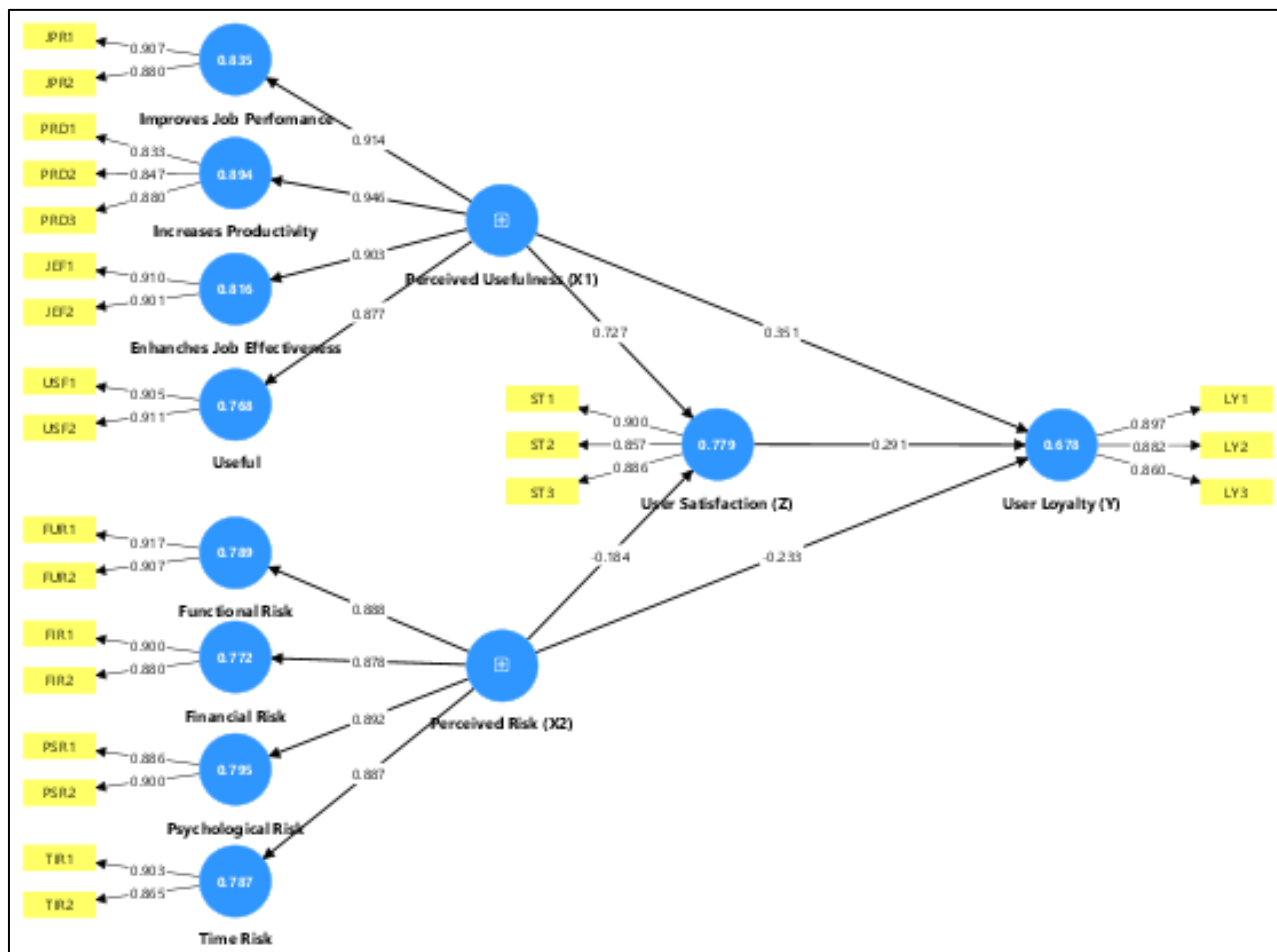 JPR1
0.907
0.835
JPR2
0.880
Improves Job Perfomance
0.914
PRD1
0.833
PRD2
0.847
0.894
PRD3
0.880
0.946
Increases Productivity
JEF1
0.910
0.816
JEF2
0.901
0.903
Enhanches Job Effectiveness
0.877
USF1
0.905
0.768
USF2
0.911
Useful
Perceived Usefulness (X1)
0.727
0.351
ST1
0.900
ST2
0.857
0.779
ST3
0.886
User Satisfaction (Z)
0.291
0.678
User Loyalty (Y)
0.897
LY1
0.882
LY2
0.860
LY3
FUR1
0.917
0.789
FUR2
0.907
Functional Risk
0.888
-0.184
-0.233
FIR1
0.900
0.772
FIR2
0.880
0.878
Financial Risk
Perceived Risk (X2)
0.892
PSR1
0.886
0.795
PSR2
0.900
0.887
Psychological Risk
TIR1
0.903
0.787
TIR2
0.865
Time Risk